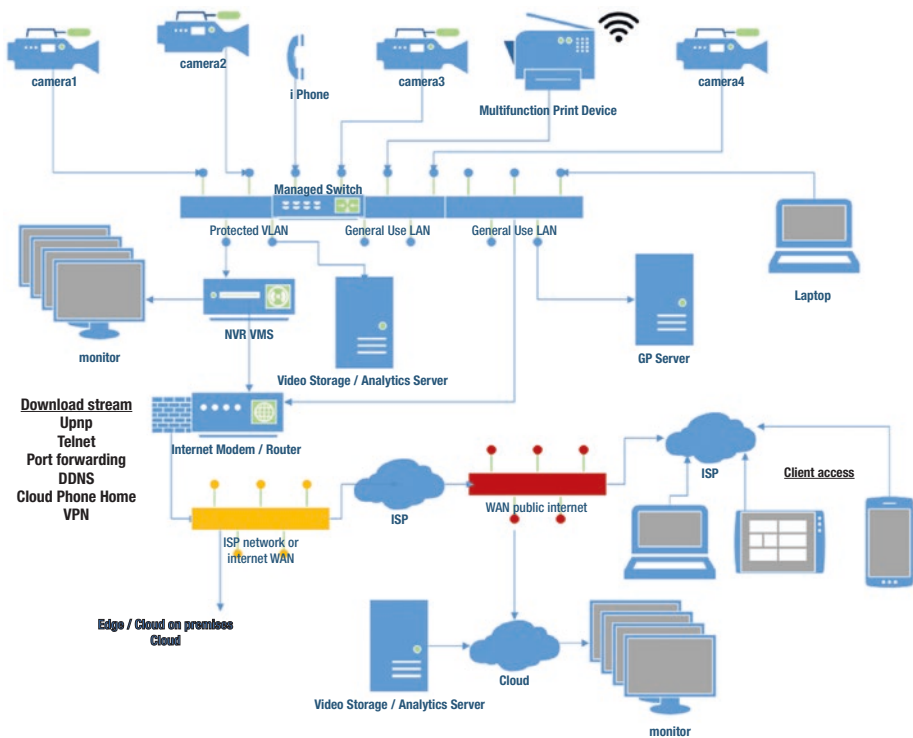 camera1
camera2
i Phone
camera3
Multifunction Print Device
camera4
Managed Switch
Protected VLAN
General Use LAN
General Use LAN
Laptop
monitor
NVR VMS
Video Storage / Analytics Server
GP Server
Download stream
Upnp
Telnet
Port forwarding
DDNS
Cloud Phone Home
VPN
Internet Modem / Router
ISP network or
internet WAN
ISP
WAN public internet
ISP
Client access
Edge / Cloud on premises
Cloud
Video Storage / Analytics Server
Cloud
monitor